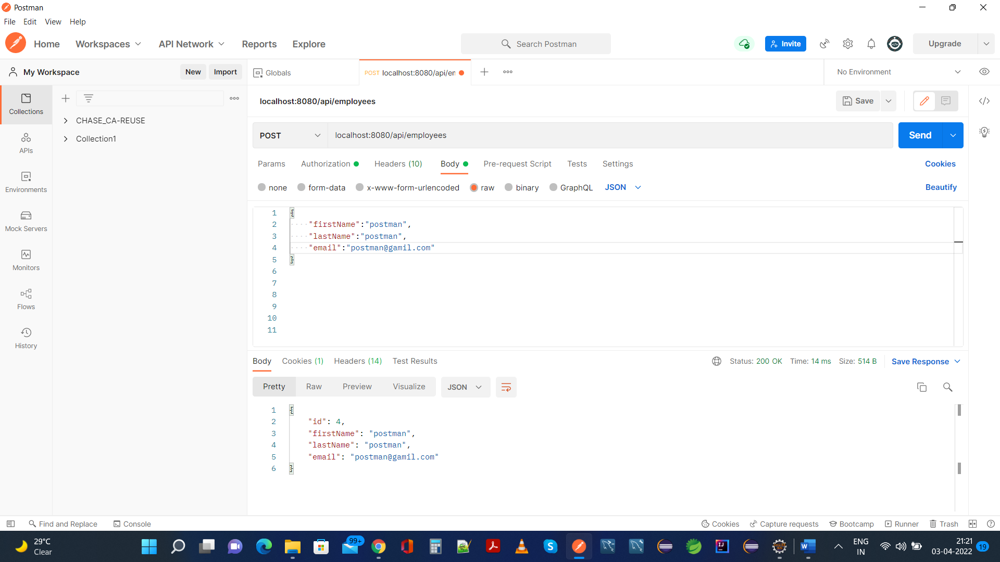 Postman
File Edit View Help
Home Workspaces API Network Reports Explore Search Postman Invite Upgrade
My Workspace New Import Globals POST localhost:8080/api/en No Environment
localhost:8080/api/employees Save
Collections
CHASE_CA-REUSE
Collection1
POST localhost:8080/api/employees Send
APIs
Params Authorization Headers (10) Body Pre-request Script Tests Settings Cookies
none form-data x-www-form-urlencoded raw binary GraphQL JSON Beautify
Environments
Mock Servers
Monitors
Flows
History
1 {
2 "firstName":"postman",
3 "lastName":"postman",
4 "email":"postman@gamil.com"
5 }
6
7
8
9
10
11
Body Cookies (1) Headers (14) Test Results Status: 200 OK Time: 14 ms Size: 514 B Save Response
Pretty Raw Preview Visualize JSON
1 {
2 "id": 4,
3 "firstName": "postman",
4 "lastName": "postman",
5 "email": "postman@gamil.com"
6 }
Find and Replace Console Cookies Capture requests Bootcamp Runner Trash
29°C
Clear
99+
IJ
W
ENG
IN
21:21
03-04-2022
19